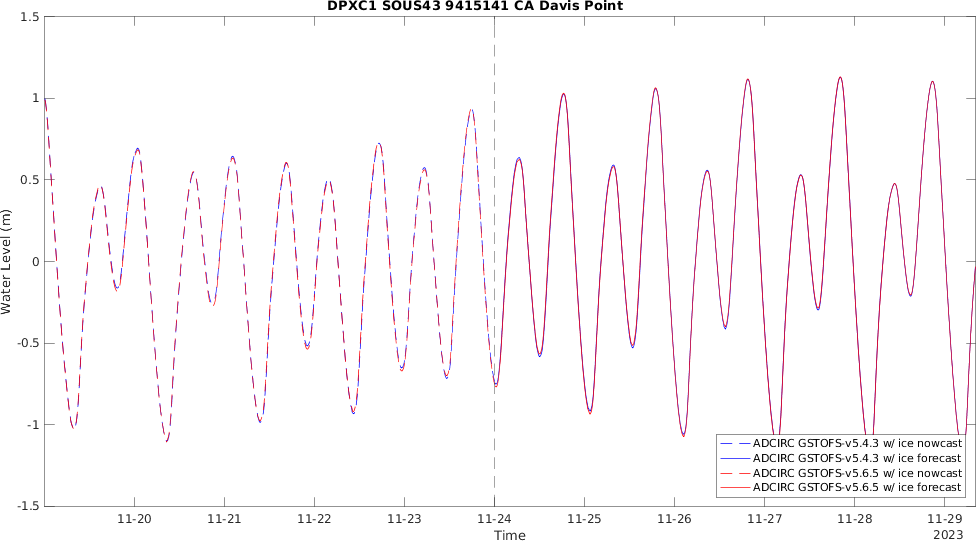 DPXC1 SOUS43 9415141 CA Davis Point
1.5
1
0.5
0
-0.5
-1
-1.5
Water Level (m)
11-20 11-21 11-22 11-23 11-24 11-25 11-26 11-27 11-28 11-29
Time
2023
ADCIRC GSTOFS-v5.4.3 w/ ice nowcast
ADCIRC GSTOFS-v5.4.3 w/ ice forecast
ADCIRC GSTOFS-v5.6.5 w/ ice nowcast
ADCIRC GSTOFS-v5.6.5 w/ ice forecast